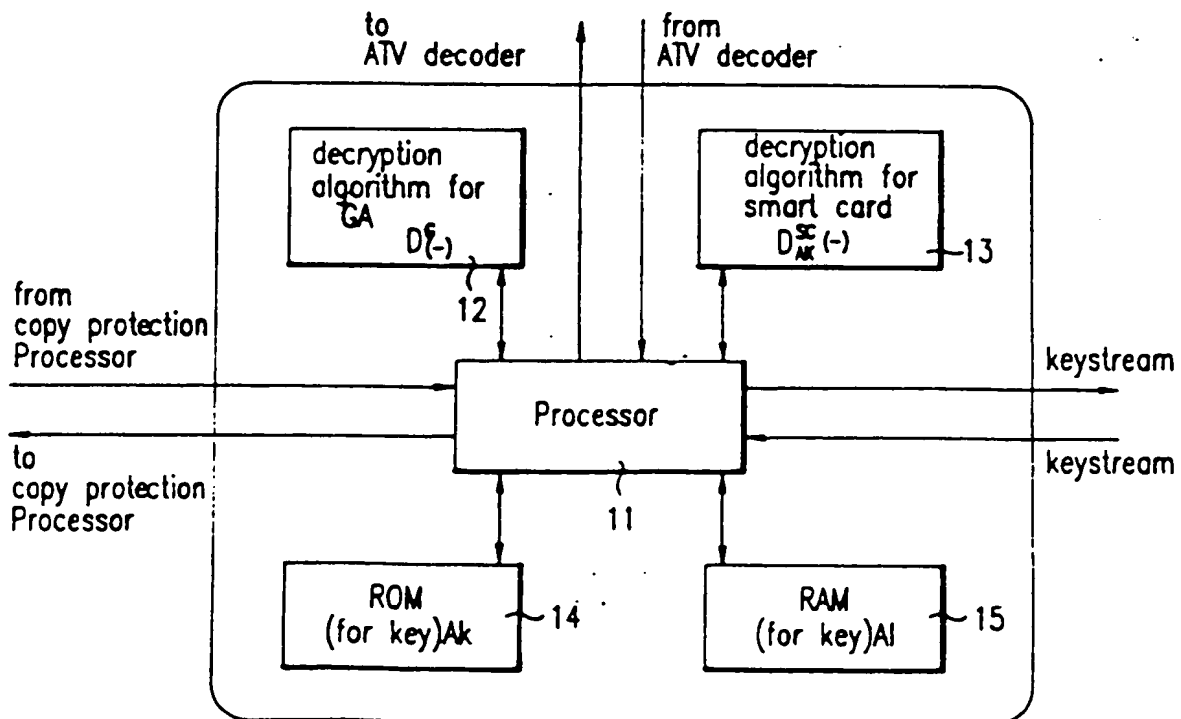 to
ATV decoder
from
ATV decoder
decryption
algorithm for
GA
12
decryption
algorithm for
smart card
D AK SC (-)
13
from
copy protection
Processor
keystream
Processor
11
to
copy protection
Processor
keystream
ROM
(for key)Ak
14
RAM
(for key)Al
15